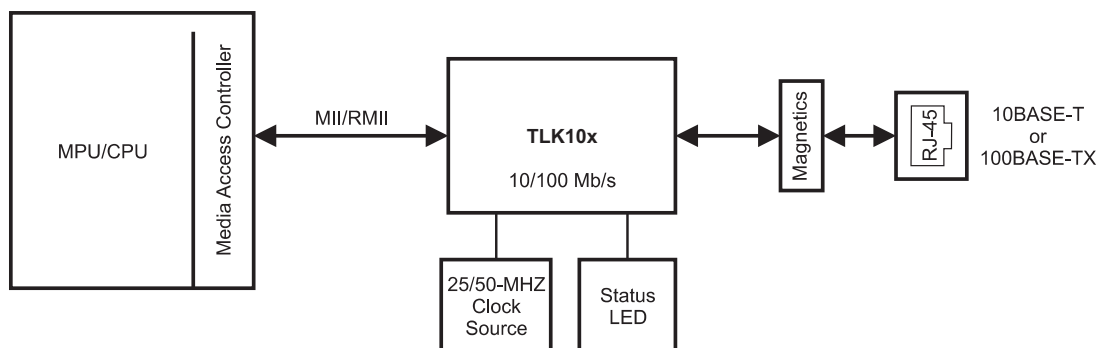 MPU/CPU
Media Access Controller
MII/RMII
TLK10x
10/100 Mb/s
25/50-MHZ
Clock
Source
Status
LED
Magnetics
RJ-45
10BASE-T
or
100BASE-TX